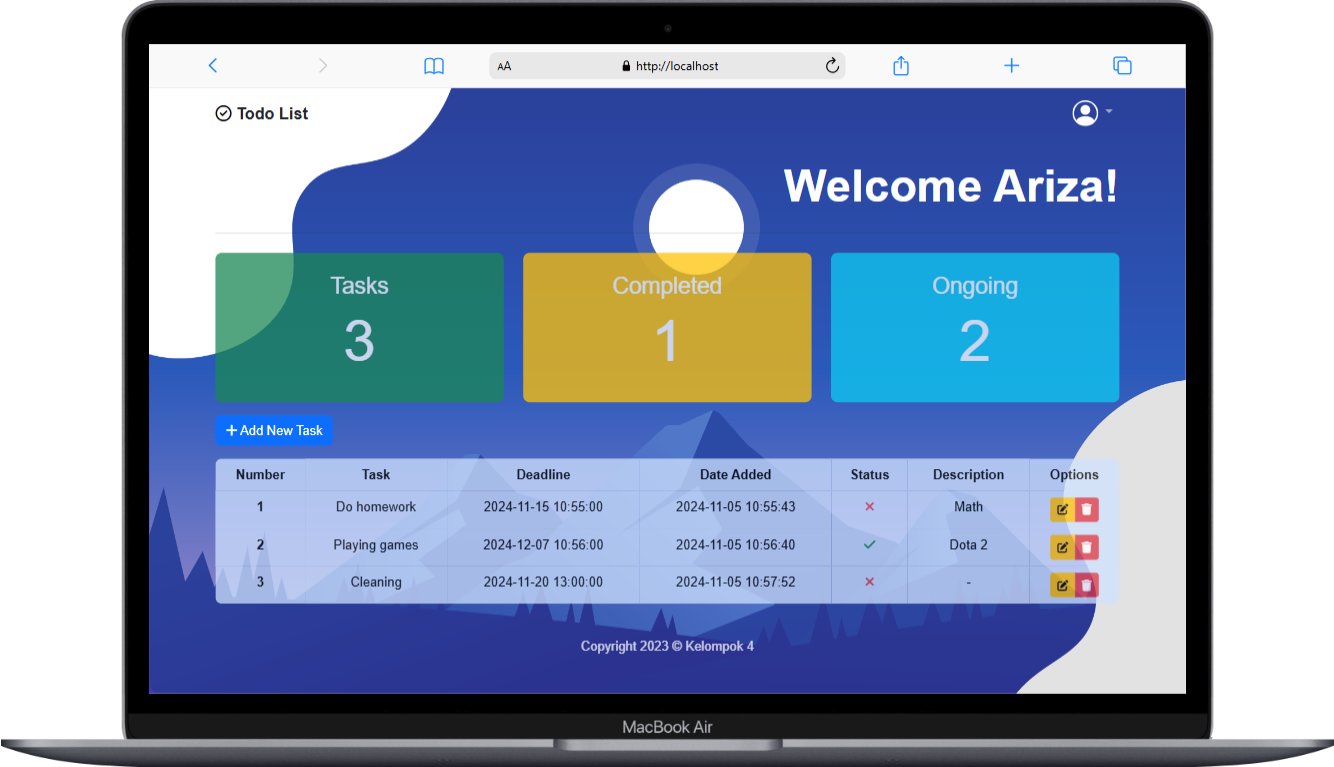 AA http://localhost
Todo List
Welcome Ariza!
Tasks Completed Ongoing
3 1 2
+ Add New Task
Number Task Deadline Date Added Status Description Options
1 Do homework 2024-11-15 10:55:00 2024-11-05 10:55:43 Math
2 Playing games 2024-12-07 10:56:00 2024-11-05 10:56:40 Dota 2
3 Cleaning 2024-11-20 13:00:00 2024-11-05 10:57:52 -
Copyright 2023 © Kelompok 4
MacBook Air